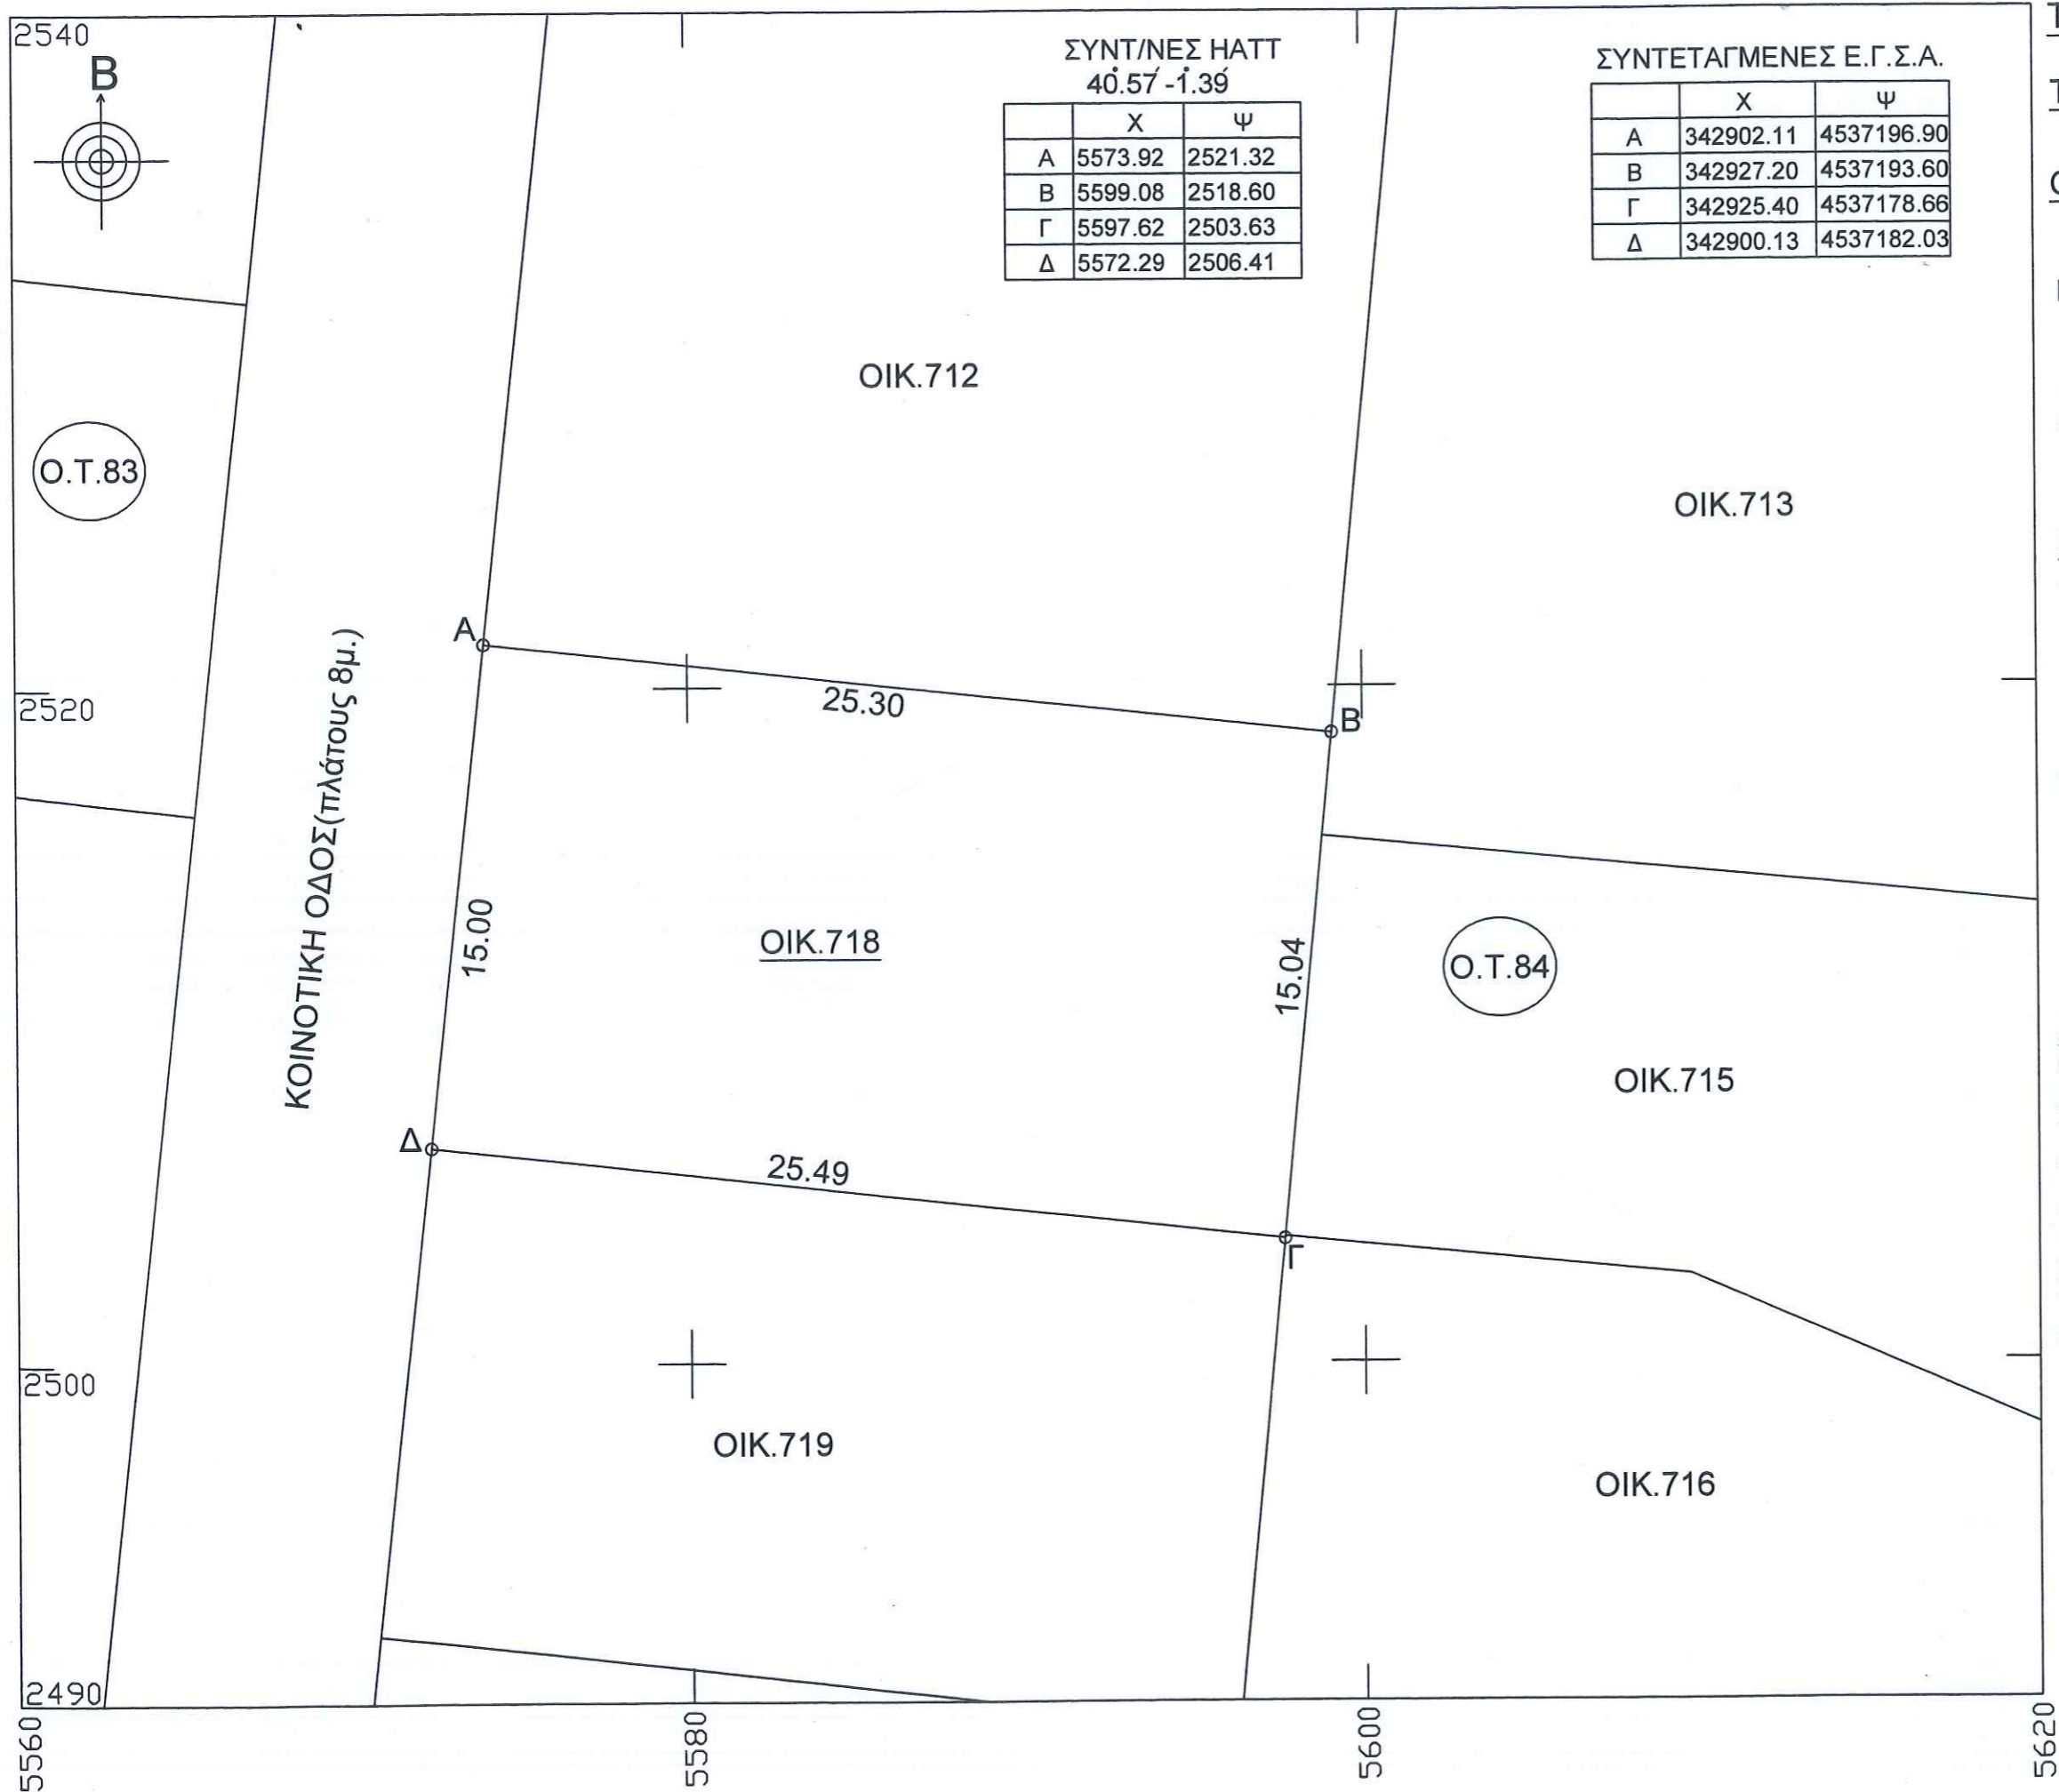 2540
Β
ΣΥΝΤ/ΝΕΣ ΗΑΤΤ
40.57 -1.39
Χ Ψ
Α 5573.92 2521.32
Β 5599.08 2518.60
Γ 5597.62 2503.63
Δ 5572.29 2506.41
ΣΥΝΤΕΤΑΓΜΕΝΕΣ Ε.Γ.Σ.Α.
Χ Ψ
Α 342902.11 4537196.90
Β 342927.20 4537193.60
Γ 342925.40 4537178.66
Δ 342900.13 4537182.03
ΟΙΚ.712
Ο.Τ.83
ΟΙΚ.713
Α
25.30
Β
2520
ΚΟΙΝΟΤΙΚΗ ΟΔΟΣ(πλάτους 8μ.)
15.00
ΟΙΚ.718
15.04
Ο.Τ.84
ΟΙΚ.715
Δ
25.49
Γ
2500
ΟΙΚ.719
ΟΙΚ.716
2490
5560
5580
5600
5620